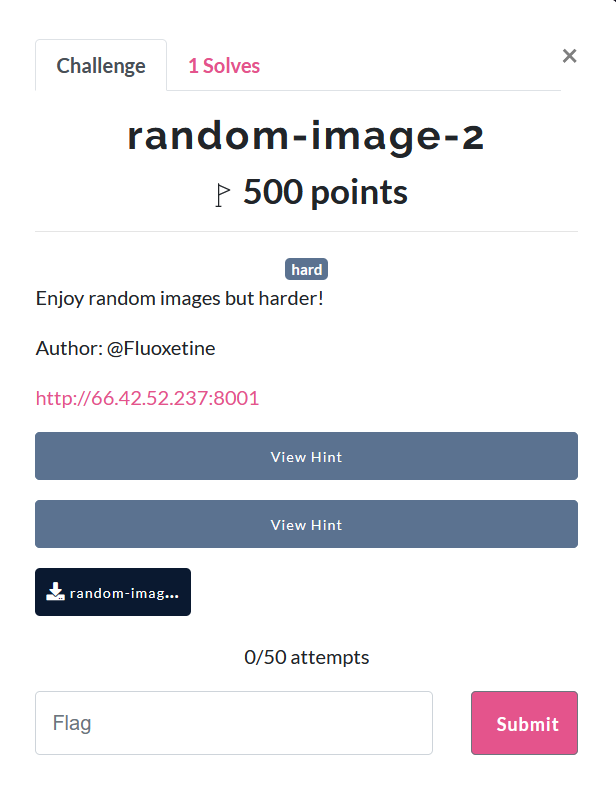 Challenge
1 Solves
×
random-image-2
500 points
hard
Enjoy random images but harder!
Author: @Fluoxetine
http://66.42.52.237:8001
View Hint
View Hint
random-imag...
0/50 attempts
Flag
Submit